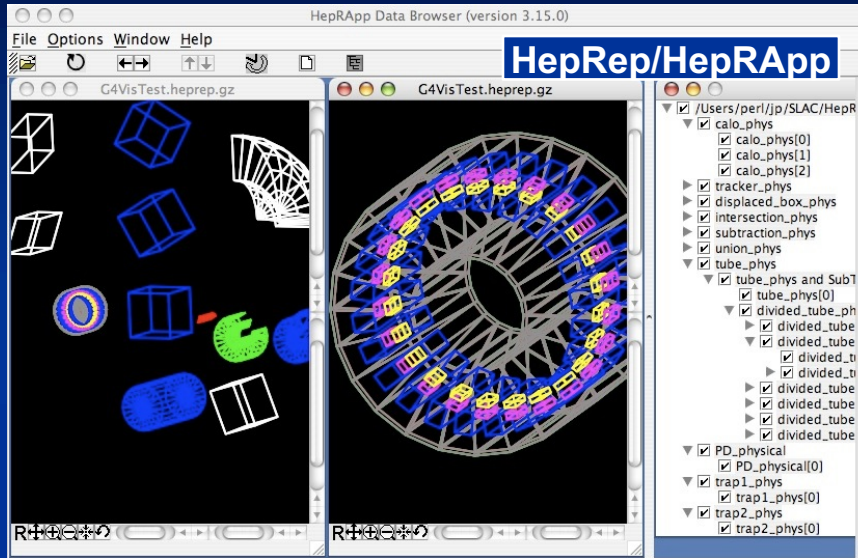 HepRApp Data Browser (version 3.15.0)
File Options Window Help
HepRep/HepRApp
G4VisTest.heprep.gz
G4VisTest.heprep.gz
/Users/perl/jp/SLAC/HepR
calo_phys
calo_phys[0]
calo_phys[1]
calo_phys[2]
tracker_phys
displaced_box_phys
intersection_phys
subtraction_phys
union_phys
tube_phys
tube_phys and SubT
tube_phys[0]
divided_tube_ph
divided_tube
divided_tube
divided_tu
divided_tu
divided_tube
divided_tube
divided_tube
divided_tube
PD_physical
PD_physical[0]
trap1_phys
trap1_phys[0]
trap2_phys
trap2_phys[0]
R
R